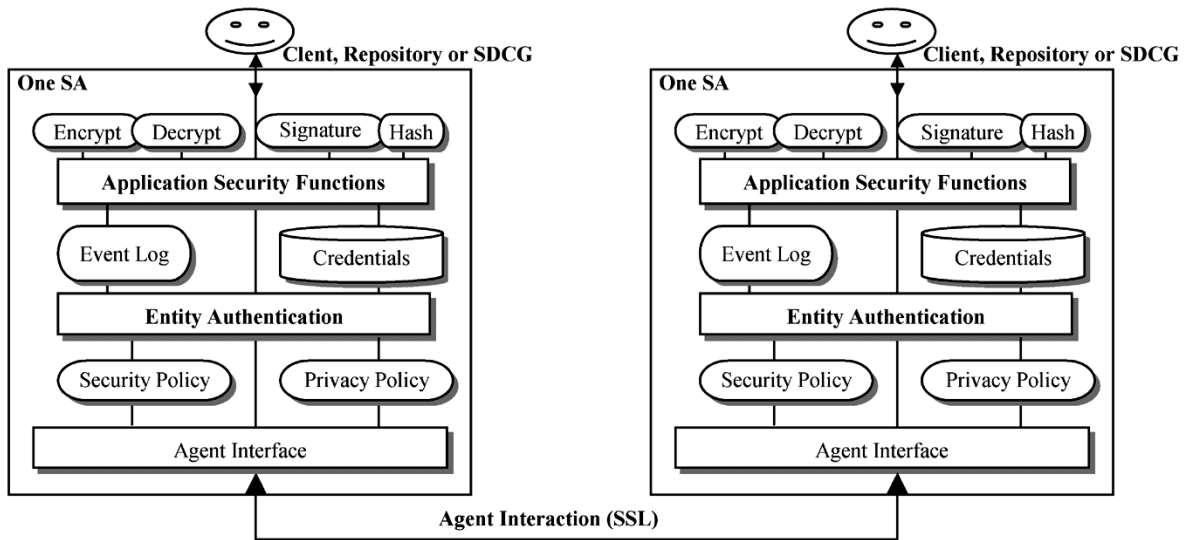 Clent, Repository or SDCG
One SA
Encrypt
Decrypt
Signature
Hash
Application Security Functions
Event Log
Credentials
Entity Authentication
Security Policy
Privacy Policy
Agent Interface
Clent, Repository or SDCG
One SA
Encrypt
Decrypt
Signature
Hash
Application Security Functions
Event Log
Credentials
Entity Authentication
Security Policy
Privacy Policy
Agent Interface
Agent Interaction (SSL)